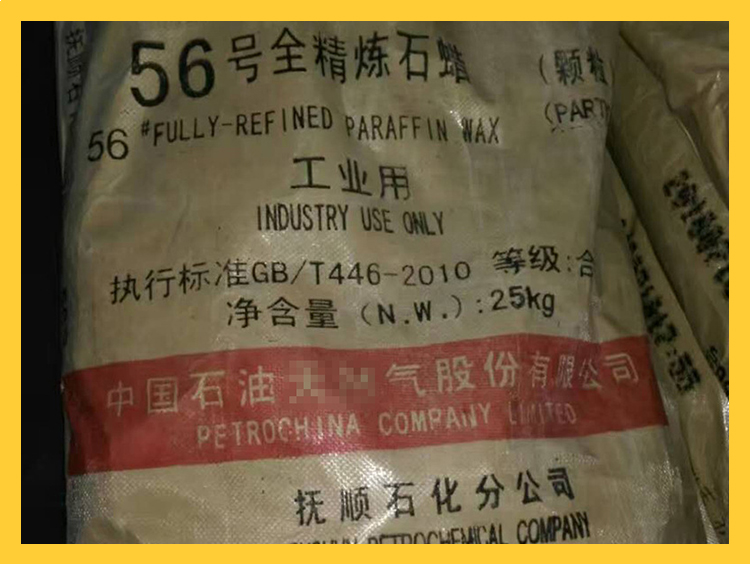 56号全精炼石蜡
(颗粒
56 #FULLY-REFINED PARAFFIN WAX
(PART
工业用
INDUSTRY USE ONLY
执行标准GB/T446-2010 等级:合
净含量(N.W.):25kg
中国石油 气股份有限公司
PETROCHINA COMPANY LIMITED
抚顺石化分公司
PETROCHEMICAL COMPANY